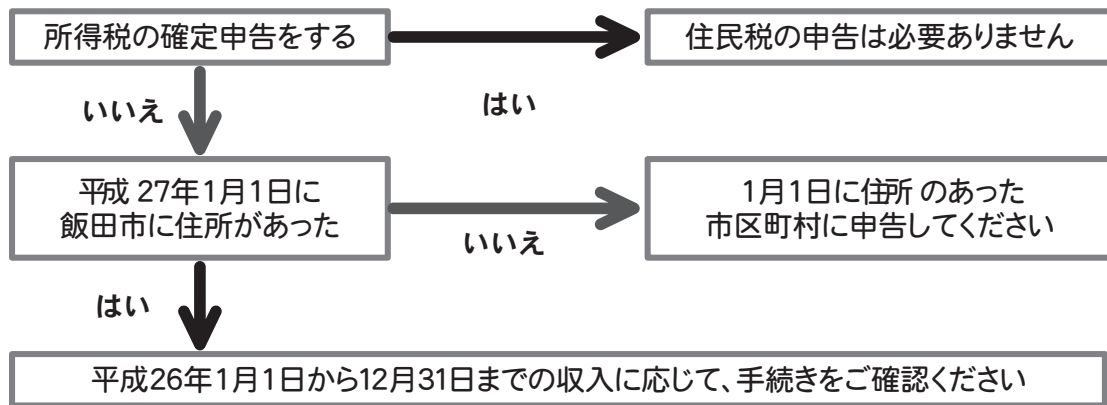 所得税の確定申告をする
住民税の申告は必要ありません
いいえ
はい
平成 27年1月1日に
飯田市に住所があった
1月1日に住所 のあった
市区町村に申告してください
いいえ
はい
平成26年1月1日から12月31日までの収入に応じて、手続きをご確認ください